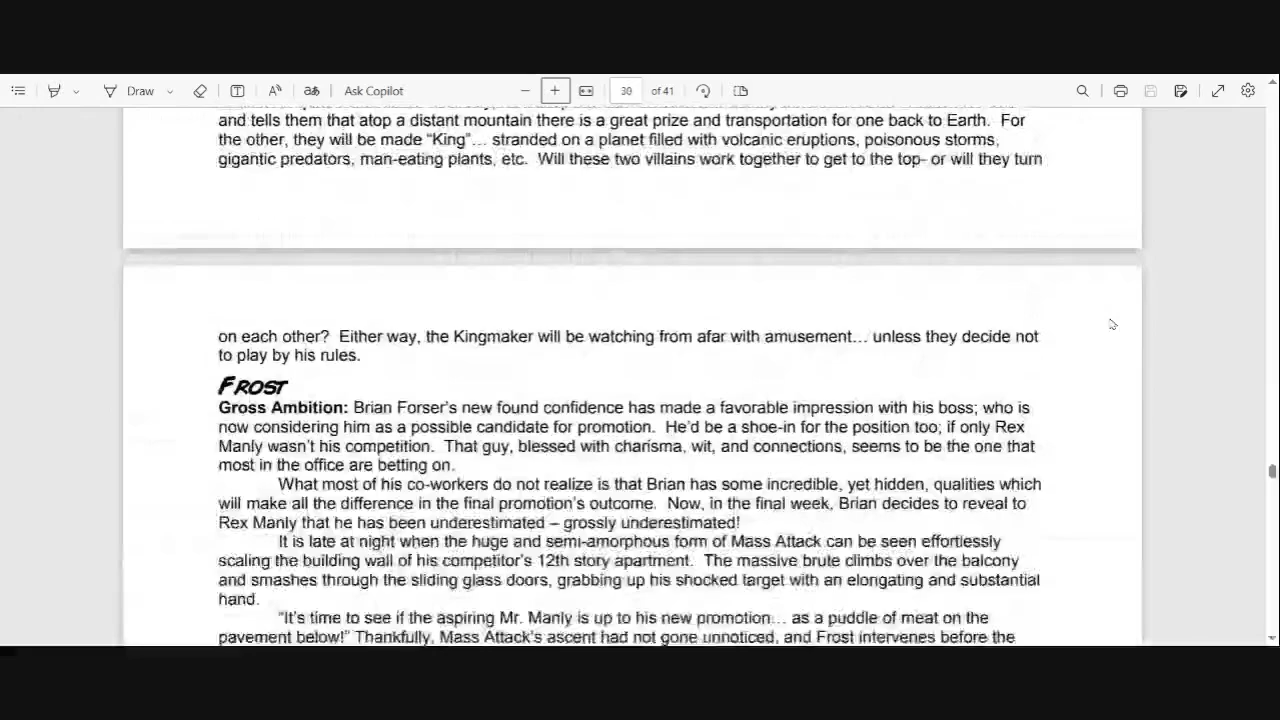 Draw
Ask Copilot
30 of 41
and tells them that atop a distant mountain there is a great prize and transportation for one back to Earth. For
the other, they will be made “King”... stranded on a planet filled with volcanic eruptions, poisonous storms,
gigantic predators, man-eating plants, etc. Will these two villains work together to get to the top- or will they turn
on each other? Either way, the Kingmaker will be watching from afar with amusement... unless they decide not
to play by his rules.
FROST
Gross Ambition: Brian Forser's new found confidence has made a favorable impression with his boss; who is
now considering him as a possible candidate for promotion. He'd be a shoe-in for the position too; if only Rex
Manly wasn't his competition. That guy, blessed with charisma, wit, and connections, seems to be the one that
most in the office are betting on.
What most of his co-workers do not realize is that Brian has some incredible, yet hidden, qualities which
will make all the difference in the final promotion's outcome. Now, in the final week, Brian decides to reveal to
Rex Manly that he has been underestimated – grossly underestimated!
It is late at night when the huge and semi-amorphous form of Mass Attack can be seen effortlessly
scaling the building wall of his competitor's 12th story apartment. The massive brute climbs over the balcony
and smashes through the sliding glass doors, grabbing up his shocked target with an elongating and substantial
hand.
“It's time to see if the aspiring Mr. Manly is up to his new promotion... as a puddle of meat on the
pavement below!” Thankfully, Mass Attack's ascent had not gone unnoticed, and Frost intervenes before the